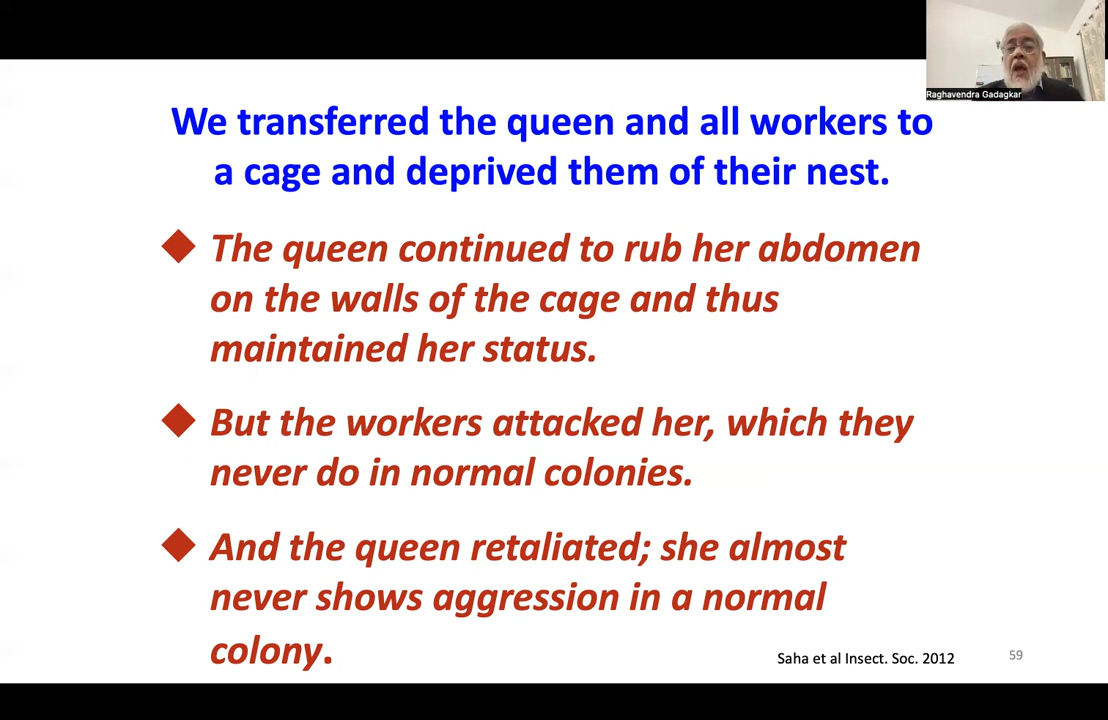 Raghavendra Gadagkar
We transferred the queen and all workers to
a cage and deprived them of their nest.
The queen continued to rub her abdomen
on the walls of the cage and thus
maintained her status.
But the workers attacked her, which they
never do in normal colonies.
And the queen retaliated; she almost
never shows aggression in a normal
colony.
Saha et al Insect. Soc. 2012
59